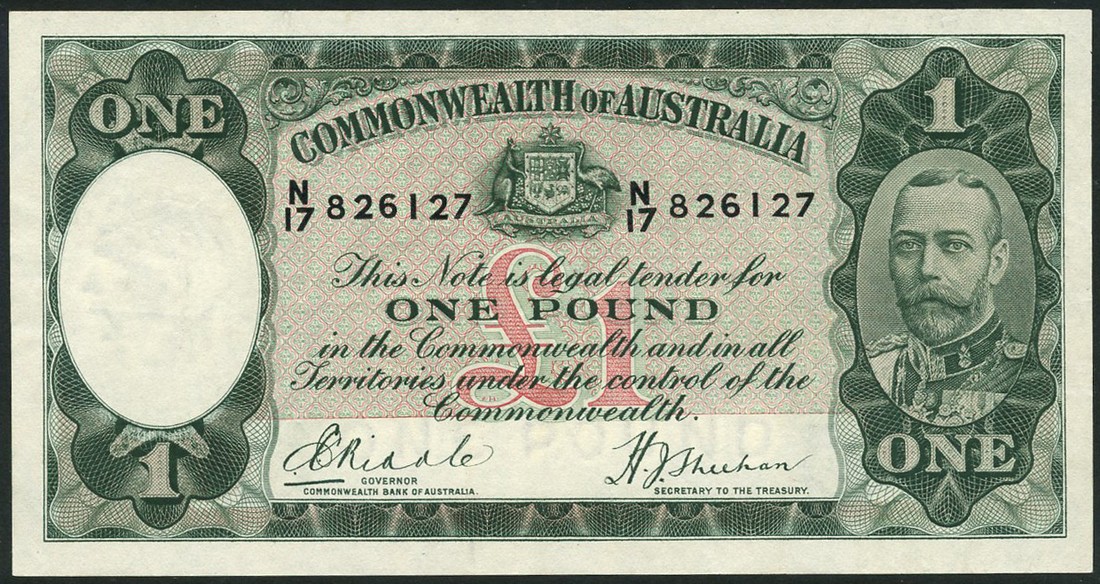 ONE
1
COMMONWEALTH OF AUSTRALIA
AUSTRALIA
N/17 826127
N/17 826127
This Note is legal tender for
ONE POUND
£1
in the Commonwealth and in all
Territories under the control of the
Commonwealth.
C Riddle
H.J. Sheehan
GOVERNOR
COMMONWEALTH BANK OF AUSTRALIA.
SECRETARY TO THE TREASURY.
1
ONE